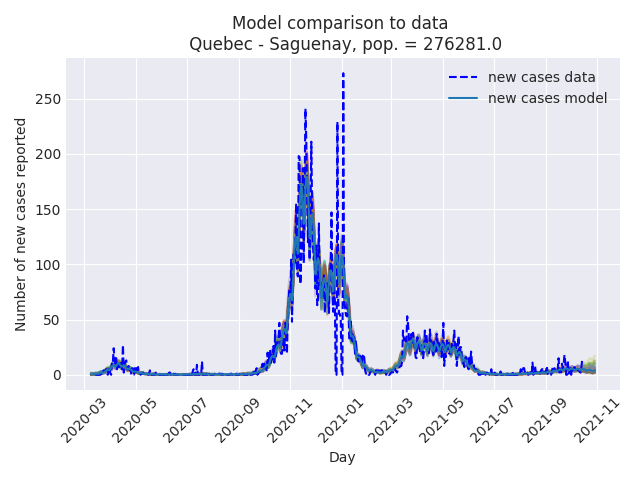 Model comparison to data
Quebec - Saguenay, pop. = 276281.0
new cases data
new cases model
Number of new cases reported
250
200
150
100
50
0
2020-03
2020-05
2020-07
2020-09
2020-11
2021-01
2021-03
2021-05
2021-07
2021-09
2021-11
Day